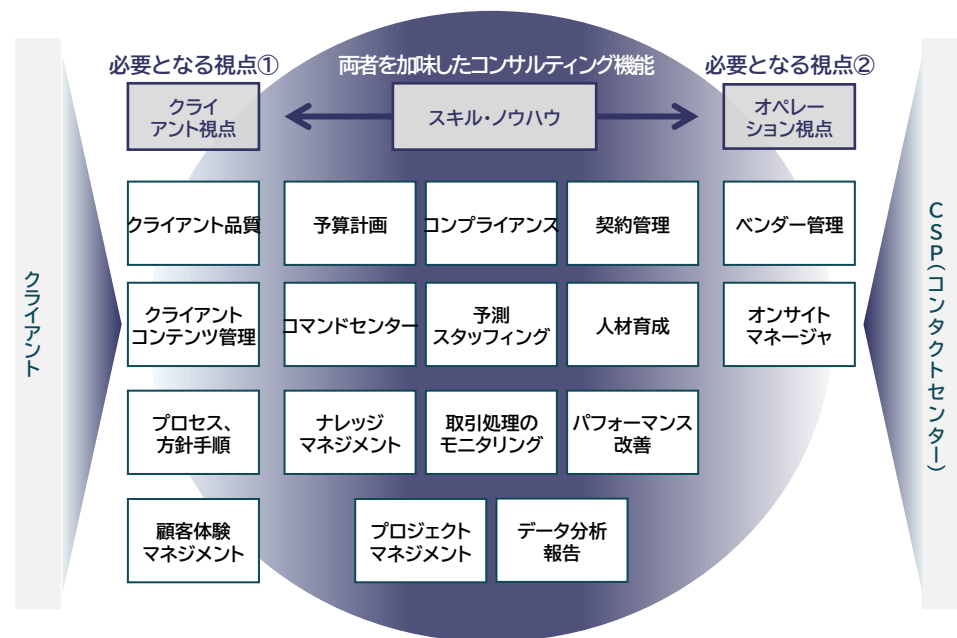 必要となる視点①
両者を加味したコンサルティング機能
必要となる視点②
クライ
アント視点
スキル・ノウハウ
オペレー
ション視点
クライアント
クライアント品質
予算計画
コンプライアンス
契約管理
ベンダー管理
クライアント
コンテンツ管理
コマンドセンター
予測
スタッフィング
人材育成
オンサイト
マネージャ
プロセス、
方針手順
ナレッジ
マネジメント
取引処理の
モニタリング
パフォーマンス
改善
顧客体験
マネジメント
プロジェクト
マネジメント
データ分析
報告
CSP(コンタクトセンター)